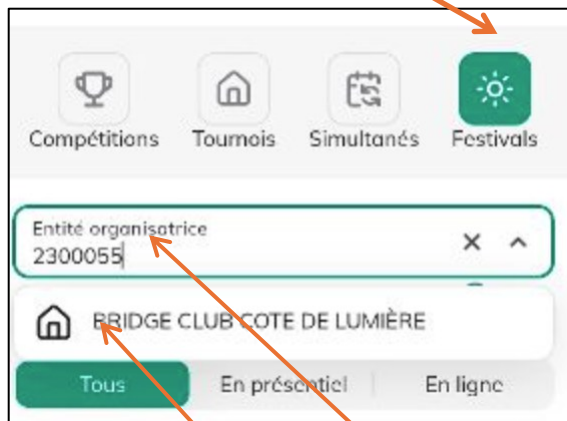 Compétitions Tournois Simultanés Festivals
Entité organisatrice
2300055
BRIDGE CLUB COTE DE LUMIÈRE
Tous En présentiel En ligne